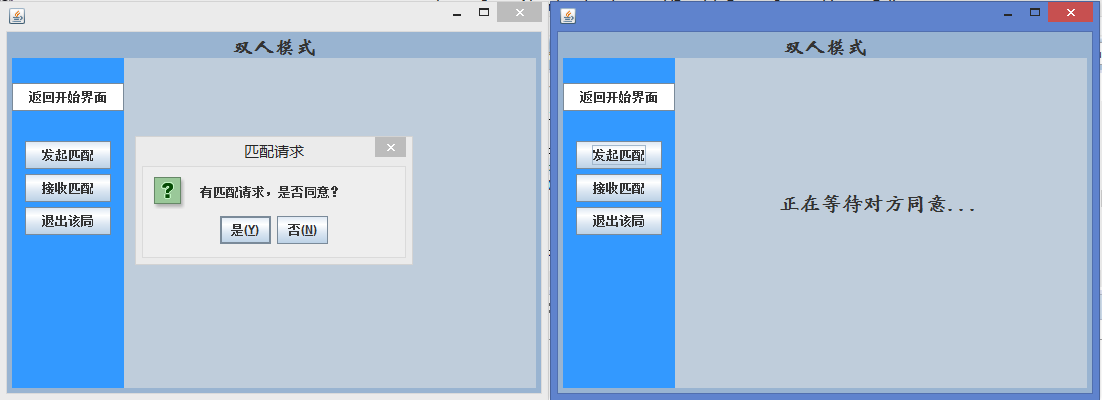 双人模式
返回开始界面
发起匹配
接收匹配
退出该局
匹配请求
?
有匹配请求，是否同意？
是(Y)
否(N)
双人模式
返回开始界面
发起匹配
接收匹配
退出该局
正在等待对方同意...